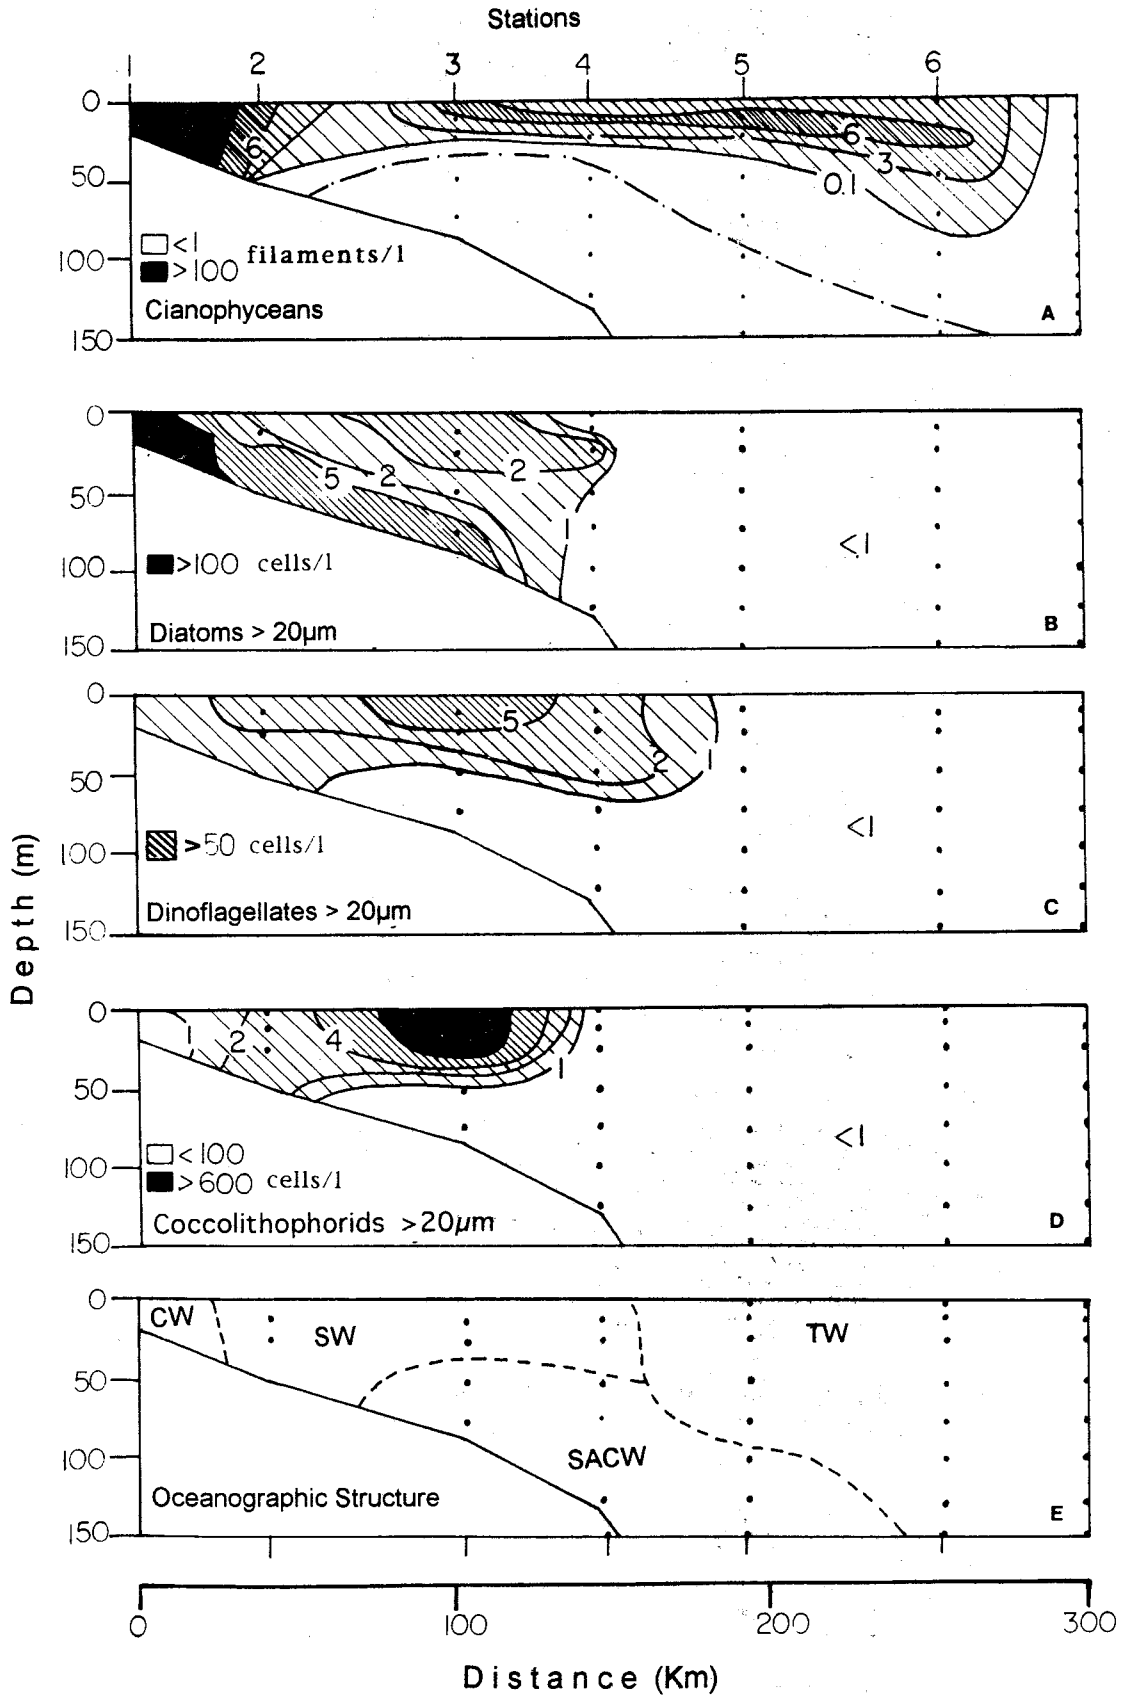 Stations
1 2 3 4 5 6
0
50
100
150
6
6
3
0.1
<1
>100
filaments/l
Cianophyceans
A
0
50
100
150
5
2
2
1
<1
>100 cells/l
Diatoms > 20µm
B
0
50
100
150
5
2
1
<1
>50 cells/l
Dinoflagellates > 20µm
C
0
50
100
150
1
2
4
1
<1
<100
>600 cells/l
Coccolithophorids >20µm
D
0
50
100
150
CW
SW
TW
SACW
Oceanographic Structure
E
Depth (m)
0 100 200 300
Distance (Km)